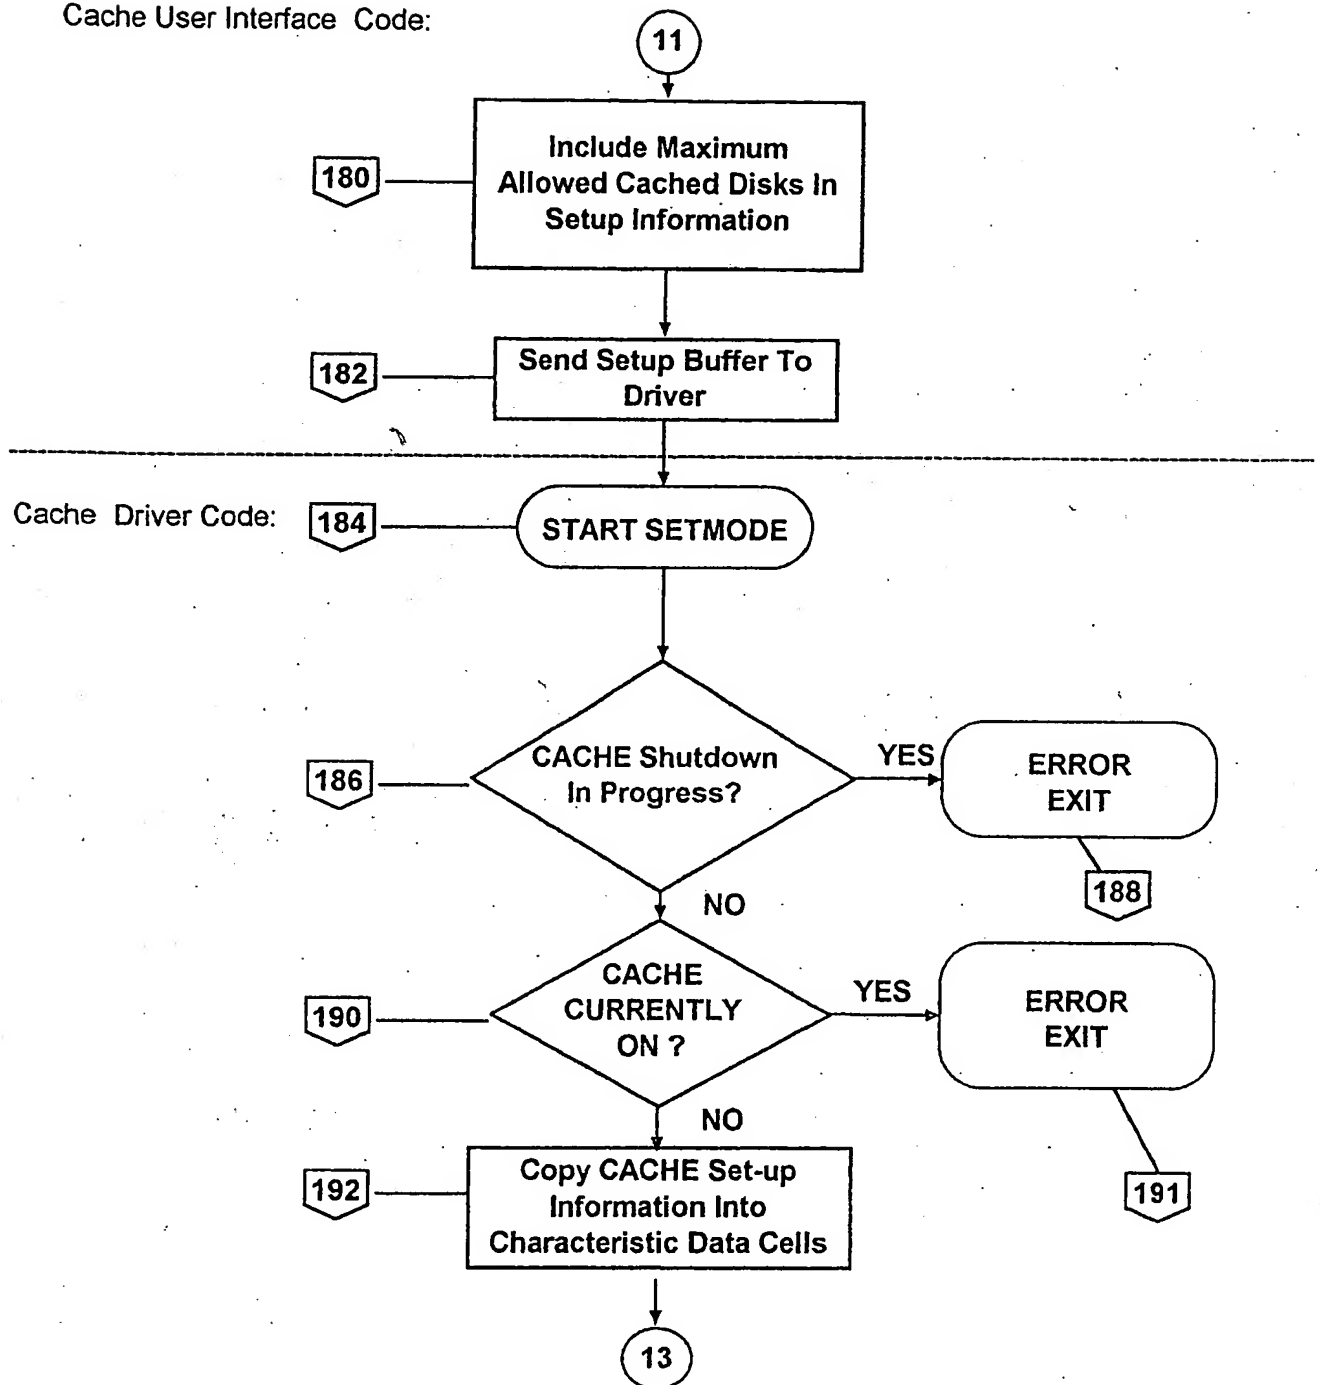 Cache User Interface Code:
11
Include Maximum
Allowed Cached Disks In
Setup Information
180
Send Setup Buffer To
Driver
182
Cache Driver Code:
184
START SETMODE
CACHE Shutdown
In Progress?
186
YES
ERROR
EXIT
188
NO
CACHE
CURRENTLY
ON ?
190
YES
ERROR
EXIT
191
NO
Copy CACHE Set-up
Information Into
Characteristic Data Cells
192
13